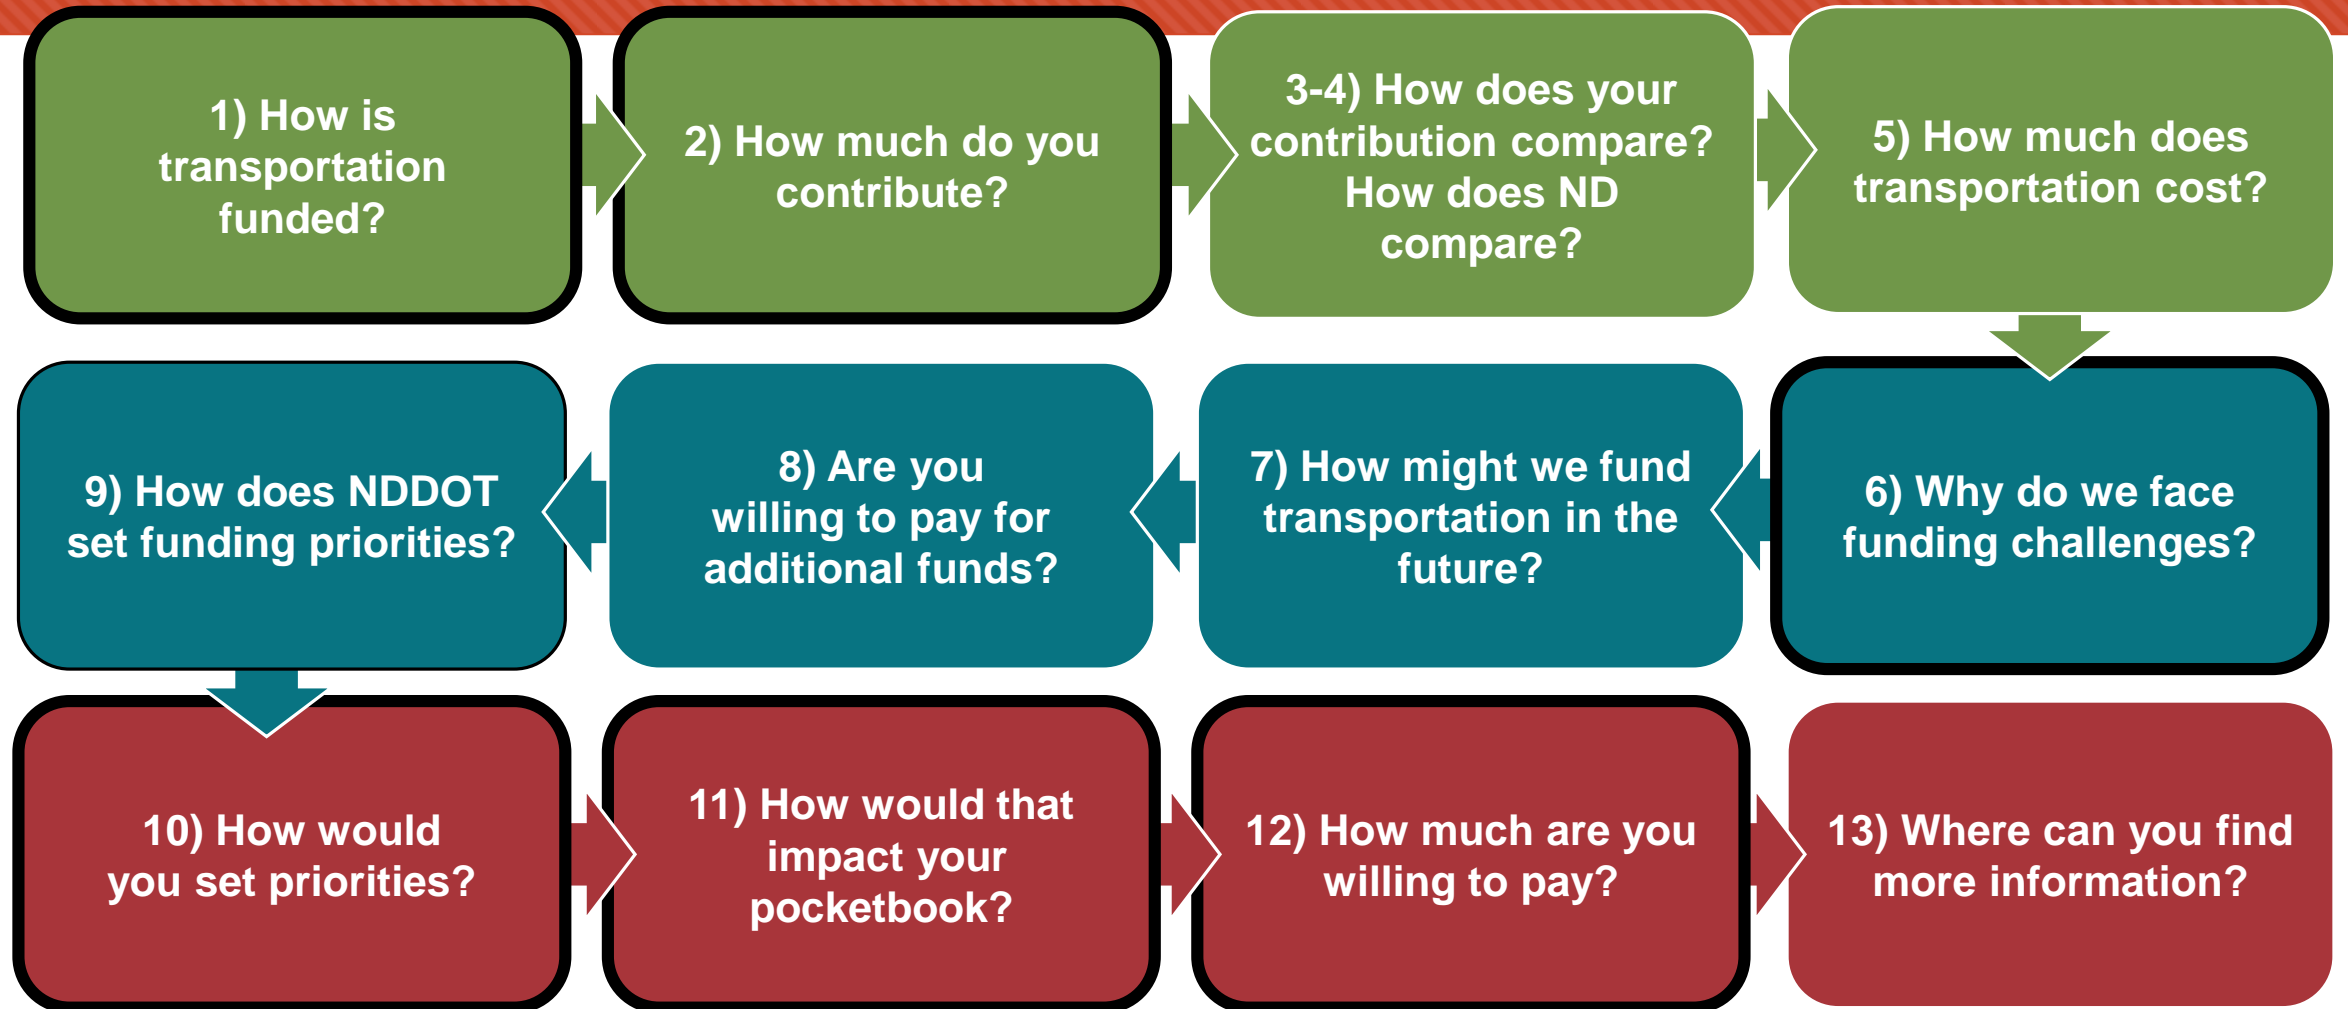 1) How is
transportation
funded?
2) How much do you
contribute?
3-4) How does your
contribution compare?
How does ND
compare?
5) How much does
transportation cost?
6) Why do we face
funding challenges?
7) How might we fund
transportation in the
future?
8) Are you
willing to pay for
additional funds?
9) How does NDDOT
set funding priorities?
10) How would
you set priorities?
11) How would that
impact your
pocketbook?
12) How much are you
willing to pay?
13) Where can you find
more information?